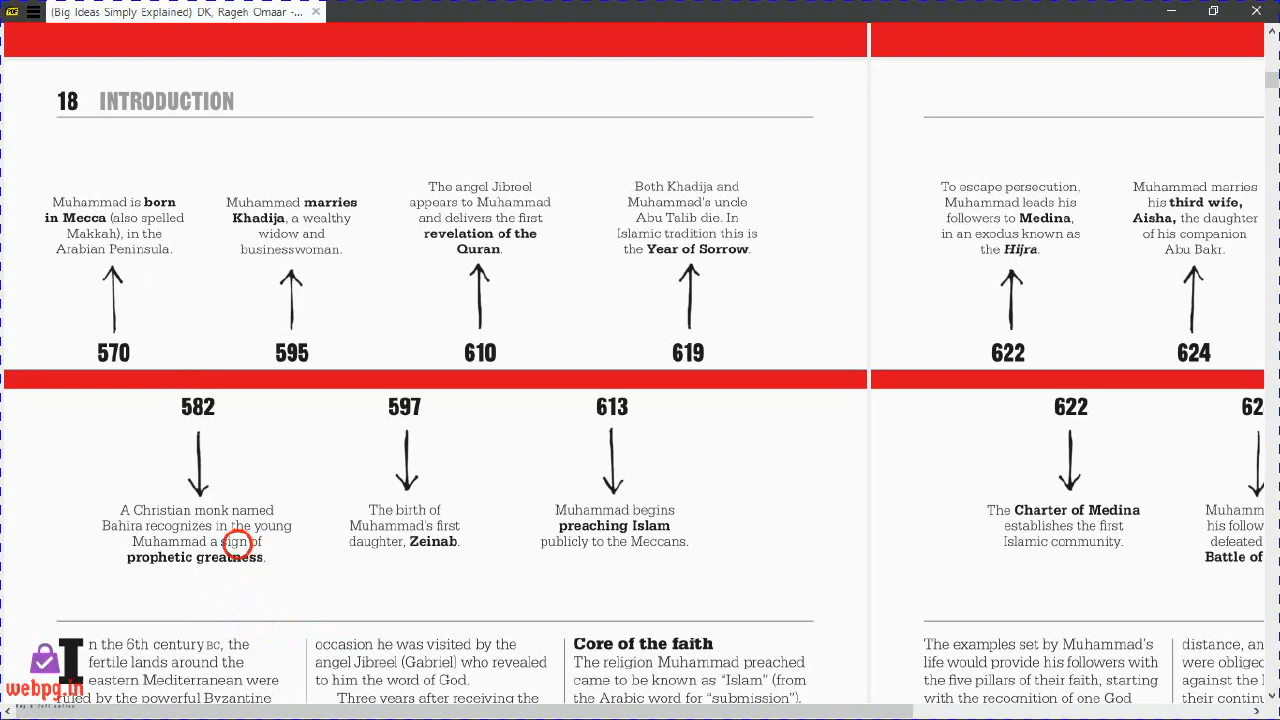 (Big Ideas Simply Explained) DK, Rageh Omaar -...
18 INTRODUCTION
Muhammad is born
in Mecca (also spelled
Makkah), in the
Arabian Peninsula.
570
Muhammad marries
Khadija, a wealthy
widow and
businesswoman.
595
The angel Jibreel
appears to Muhammad
and delivers the first
revelation of the
Quran.
610
Both Khadija and
Muhammad's uncle
Abu Talib die. In
Islamic tradition this is
the Year of Sorrow.
619
To escape persecution,
Muhammad leads his
followers to Medina,
in an exodus known as
the Hijra.
622
Muhammad marries
his third wife,
Aisha, the daughter
of his companion
Abu Bakr.
624
582
A Christian monk named
Bahira recognizes in the young
Muhammad a sign of
prophetic greatness.
597
The birth of
Muhammad's first
daughter, Zeinab.
613
Muhammad begins
preaching Islam
publicly to the Meccans.
622
The Charter of Medina
establishes the first
Islamic community.
62
Muhamm
his follow
defeated
Battle of
In the 6th century BC, the
fertile lands around the
eastern Mediterranean were
ruled by the powerful Byzantine
occasion he was visited by the
angel Jibreel (Gabriel) who revealed
to him the word of God.
Three years after receiving the
Core of the faith
The religion Muhammad preached
came to be known as “Islam” (from
the Arabic word for “submission”).
The examples set by Muhammad's
life would provide his followers with
the five pillars of their faith, starting
with the recognition of one God
distance, an
were oblige
against the
their contin
webpg.in